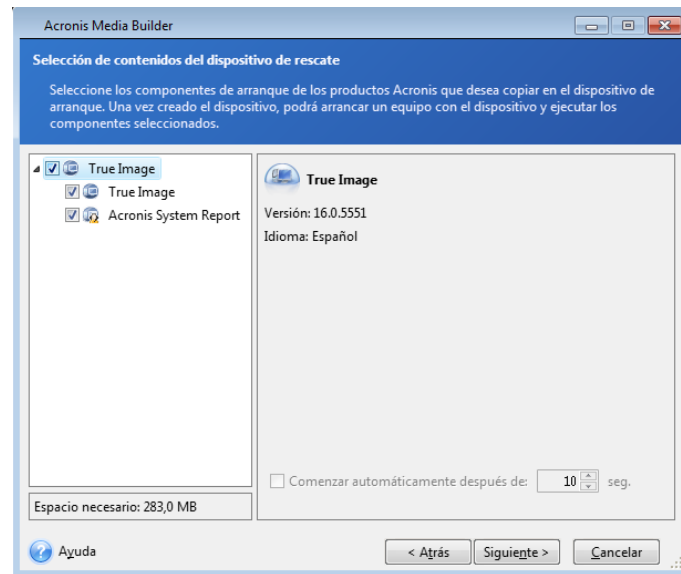 Acronis Media Builder
Selección de contenidos del dispositivo de rescate
Seleccione los componentes de arranque de los productos Acronis que desea copiar en el dispositivo de
arranque. Una vez creado el dispositivo, podrá arrancar un equipo con el dispositivo y ejecutar los
componentes seleccionados.
True Image
True Image
Acronis System Report
True Image
Versión: 16.0.5551
Idioma: Español
Comenzar automáticamente después de: 10 seg.
Espacio necesario: 283,0 MB
Ayuda
< Atrás
Siguiente >
Cancelar